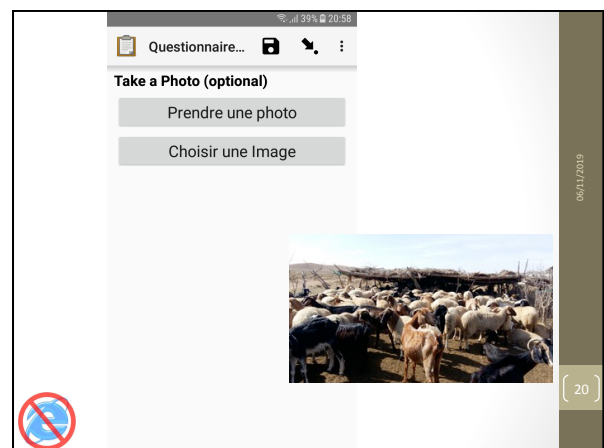 39% 20:58
Questionnaire...
Take a Photo (optional)
Prendre une photo
Choisir une Image
06/11/2019
20